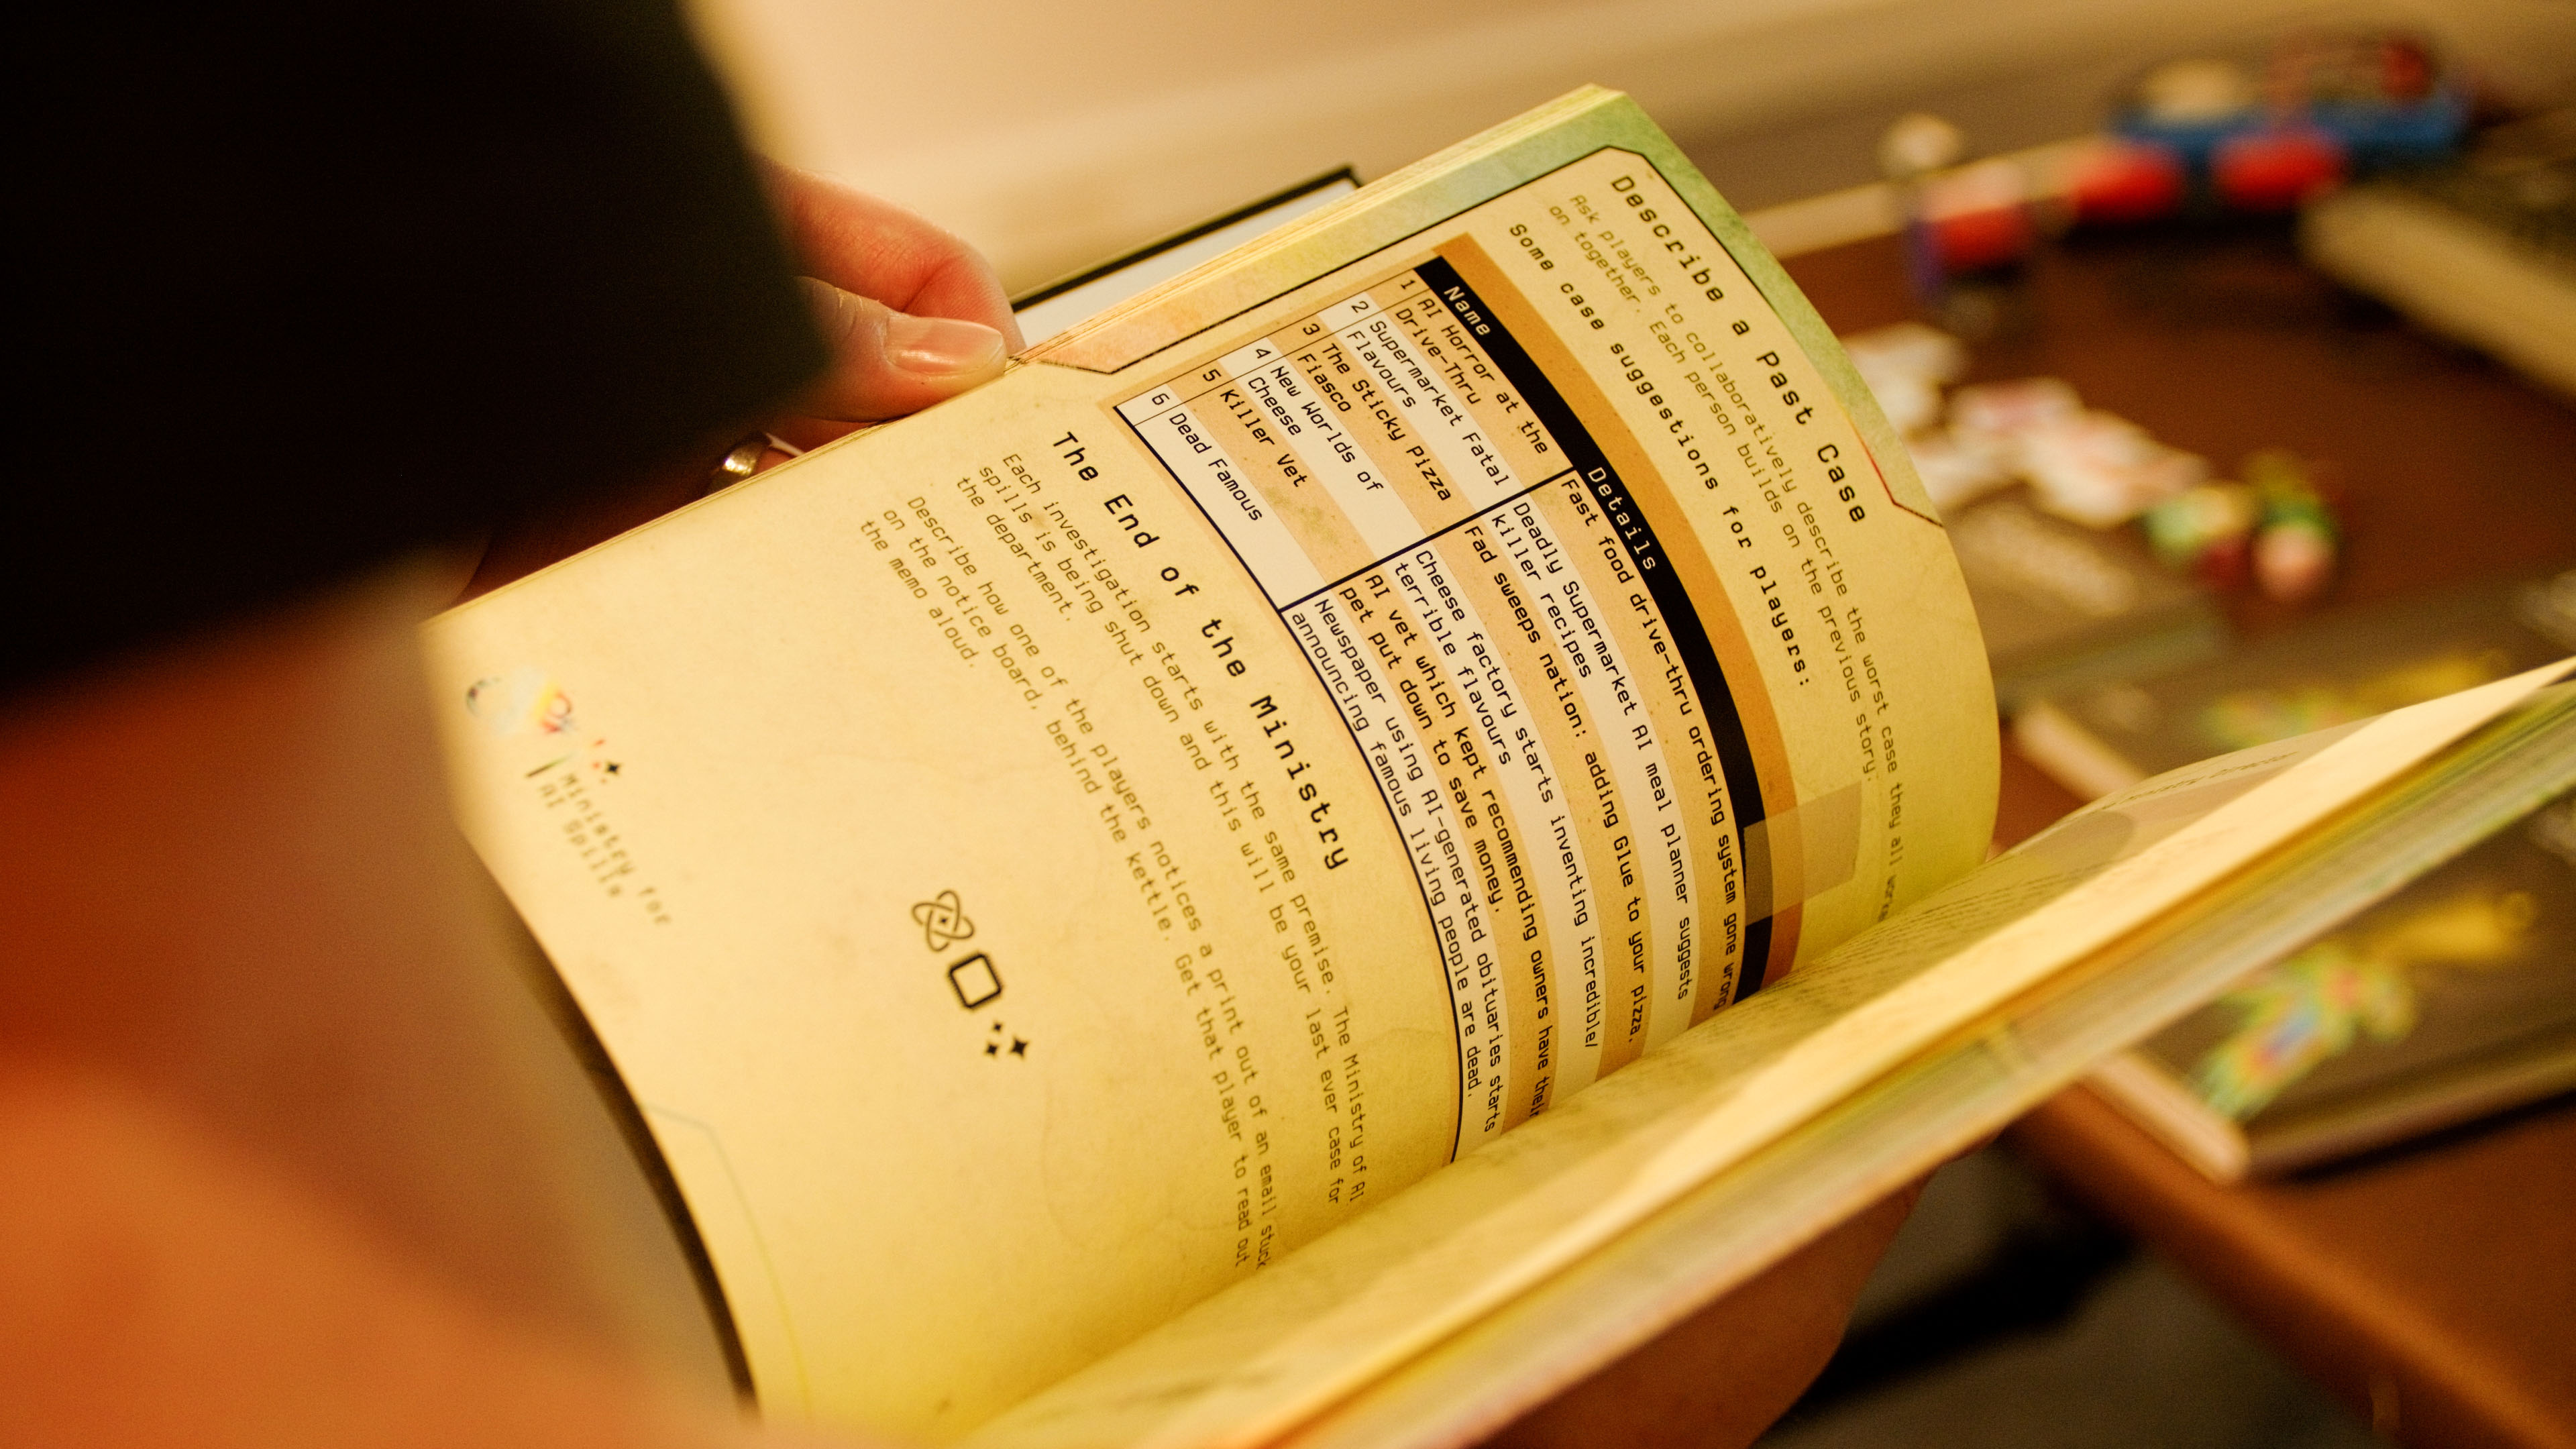 Describe a Past Case
Ask players to collaboratively describe the worst case they all
on together. Each person builds on the previous story.
Some case suggestions for players:
Name Details
1 AI Horror at the Fast food drive-thru ordering system gone wrong
Drive-Thru
2 Supermarket Fatal Deadly Supermarket AI meal planner suggests
Flavours killer recipes
3 The Sticky Pizza Fad sweeps nation: adding Glue to your pizza.
Fiasco
4 New Worlds of Cheese factory starts inventing incredible/
Cheese terrible flavours
5 Killer Vet AI vet which kept recommending owners have their
pet put down to save money.
6 Dead Famous Newspaper using AI-generated obituaries starts
announcing famous living people are dead.
The End of the Ministry
Each investigation starts with the same premise. The Ministry of AI
spills is being shut down and this will be your last ever case for
the department.
Describe how one of the players notices a print out of an email stuck
on the notice board, behind the kettle. Get that player to read out
the memo aloud.
Ministry for
AI Spills